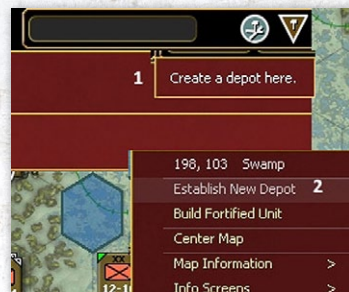 1 Create a depot here.
198, 103 Swamp
Establish New Depot 2
Build Fortified Unit
Center Map
Map Information >
Info Screens >
XX